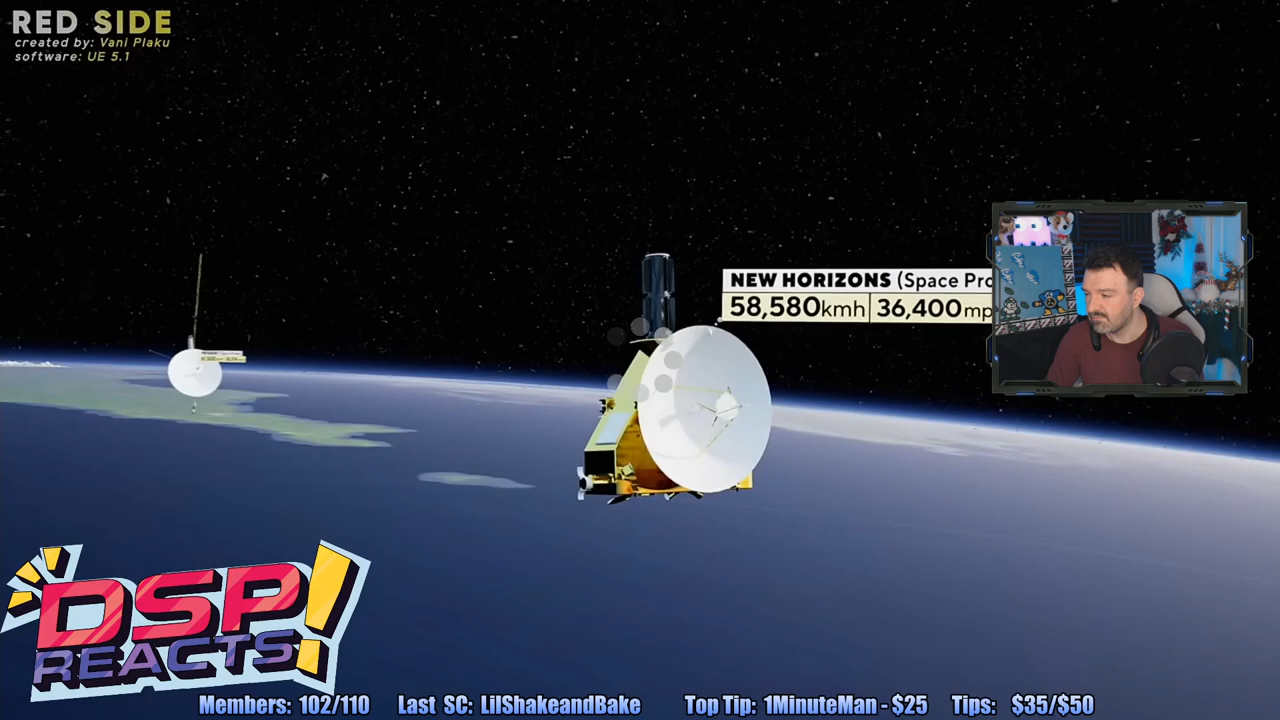 RED SIDE
created by: Vani Plaku
software: UE 5.1
NEW HORIZONS (Space Pro
58,580kmh 36,400mp
DSP
REACTS!
Members: 102/110 Last SC: LilShakeandBake Top Tip: 1MinuteMan - $25 Tips: $35/$50